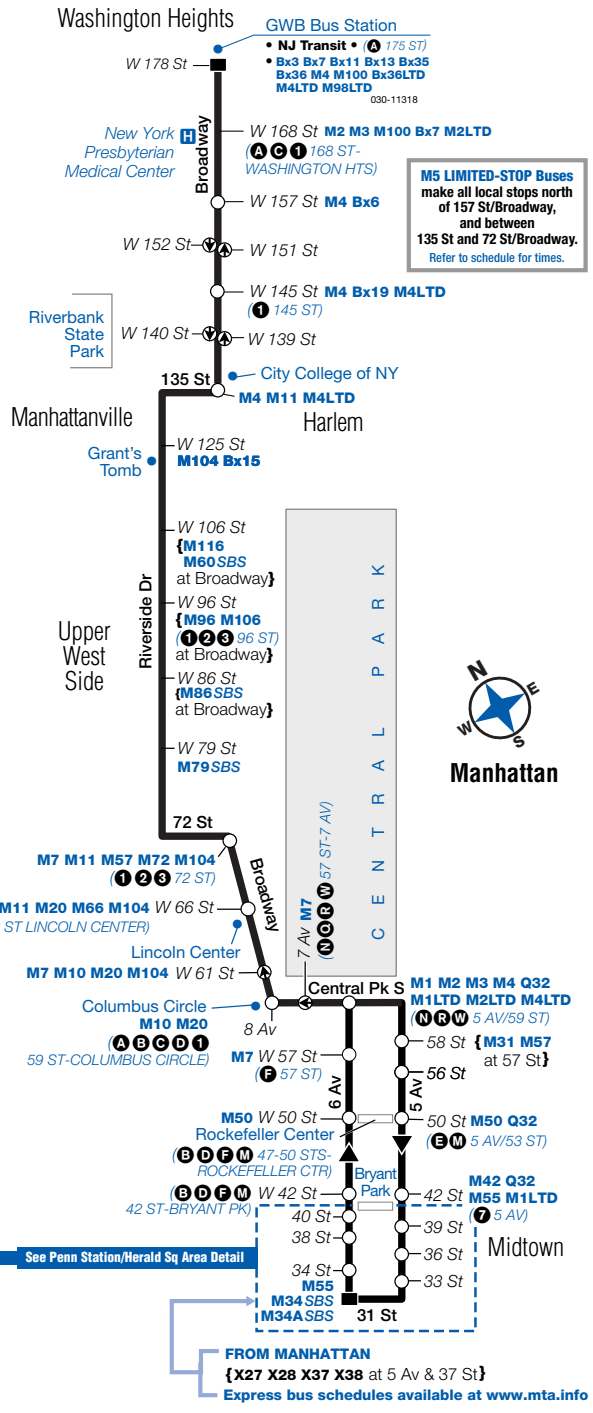 Washington Heights
GWB Bus Station
• NJ Transit • (A 175 ST)
W 178 St
• Bx3 Bx7 Bx11 Bx13 Bx35
Bx36 M4 M100 Bx36LTD
M4LTD M98LTD
030-11318
Broadway
New York H
Presbyterian
Medical Center
W 168 St M2 M3 M100 Bx7 M2LTD
(A C 1 168 ST-
WASHINGTON HTS)
M5 LIMITED-STOP Buses
make all local stops north
of 157 St/Broadway,
and between
135 St and 72 St/Broadway.
Refer to schedule for times.
W 157 St M4 Bx6
W 152 St
W 151 St
W 145 St M4 Bx19 M4LTD
(1 145 ST)
Riverbank
State
Park
W 140 St
W 139 St
135 St
City College of NY
M4 M11 M4LTD
Manhattanville
Harlem
W 125 St
M104 Bx15
Grant's
Tomb
Riverside Dr
W 106 St
{M116
M60SBS
at Broadway}
W 96 St
{M96 M106
(1 2 3 96 ST)
at Broadway}
Upper
West
Side
W 86 St
{M86SBS
at Broadway}
W 79 St
M79SBS
CENTRAL PARK
N
E
W
S
Manhattan
72 St
M7 M11 M57 M72 M104
(1 2 3 72 ST)
Broadway
M11 M20 M66 M104 W 66 St
ST LINCOLN CENTER)
Lincoln Center
M7 M10 M20 M104 W 61 St
7 Av M7
(N Q R W 57 ST-7 AV)
Central Pk S
M1 M2 M3 M4 Q32
M1LTD M2LTD M4LTD
(N R W 5 AV/59 ST)
Columbus Circle
M10 M20
8 Av
(A B C D 1
59 ST-COLUMBUS CIRCLE)
6 Av
5 Av
58 St {M31 M57
at 57 St}
M7 W 57 St
(F 57 ST)
56 St
M50 W 50 St
50 St M50 Q32
(E M 5 AV/53 ST)
Rockefeller Center
(B D F M 47-50 STS-
ROCKEFELLER CTR)
Bryant
Park
(B D F M W 42 St
42 ST-BRYANT PK)
M42 Q32
42 St M55 M1LTD
(7 5 AV)
40 St
39 St
38 St
36 St
Midtown
See Penn Station/Herald Sq Area Detail
34 St
33 St
M55
M34SBS
M34ASBS
31 St
FROM MANHATTAN
{X27 X28 X37 X38 at 5 Av & 37 St}
Express bus schedules available at www.mta.info